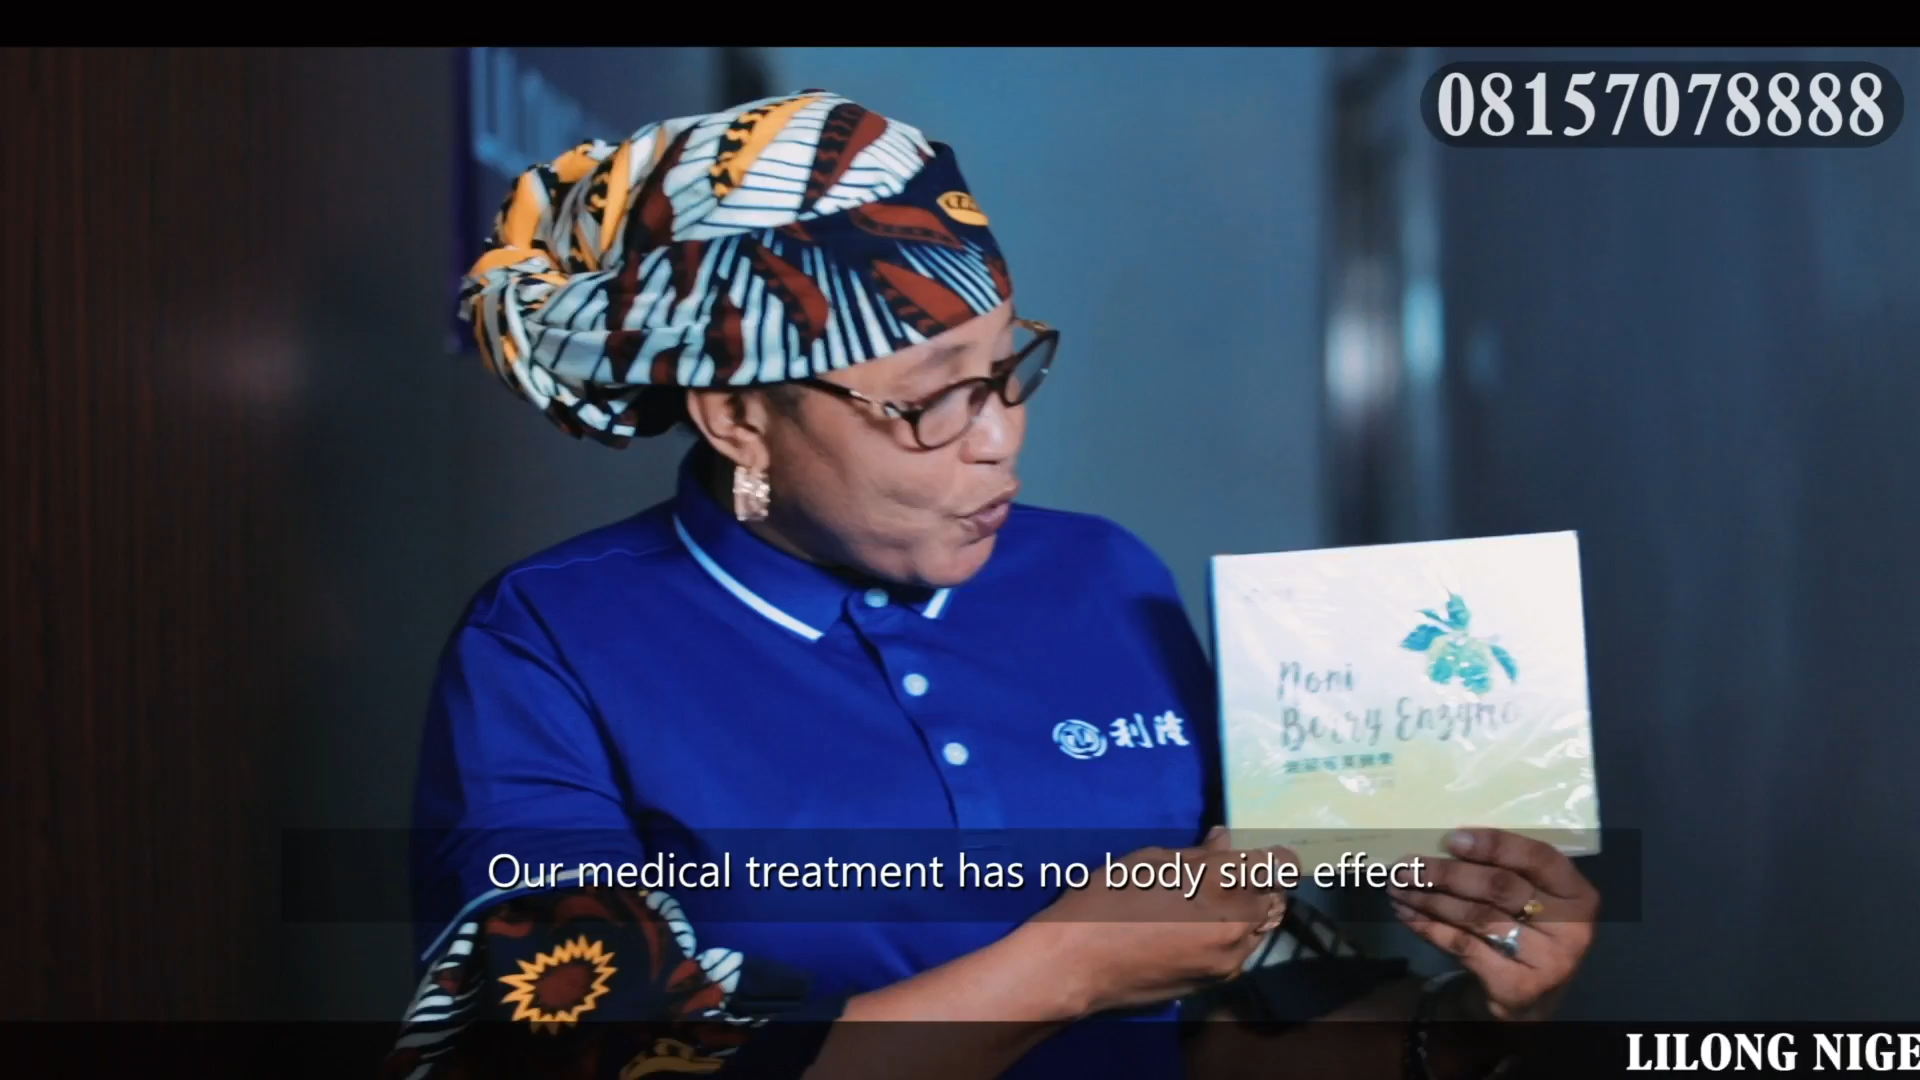 08157078888
利隆
Noni
Berry Enzyme
Our medical treatment has no body side effect.
LILONG NIGE